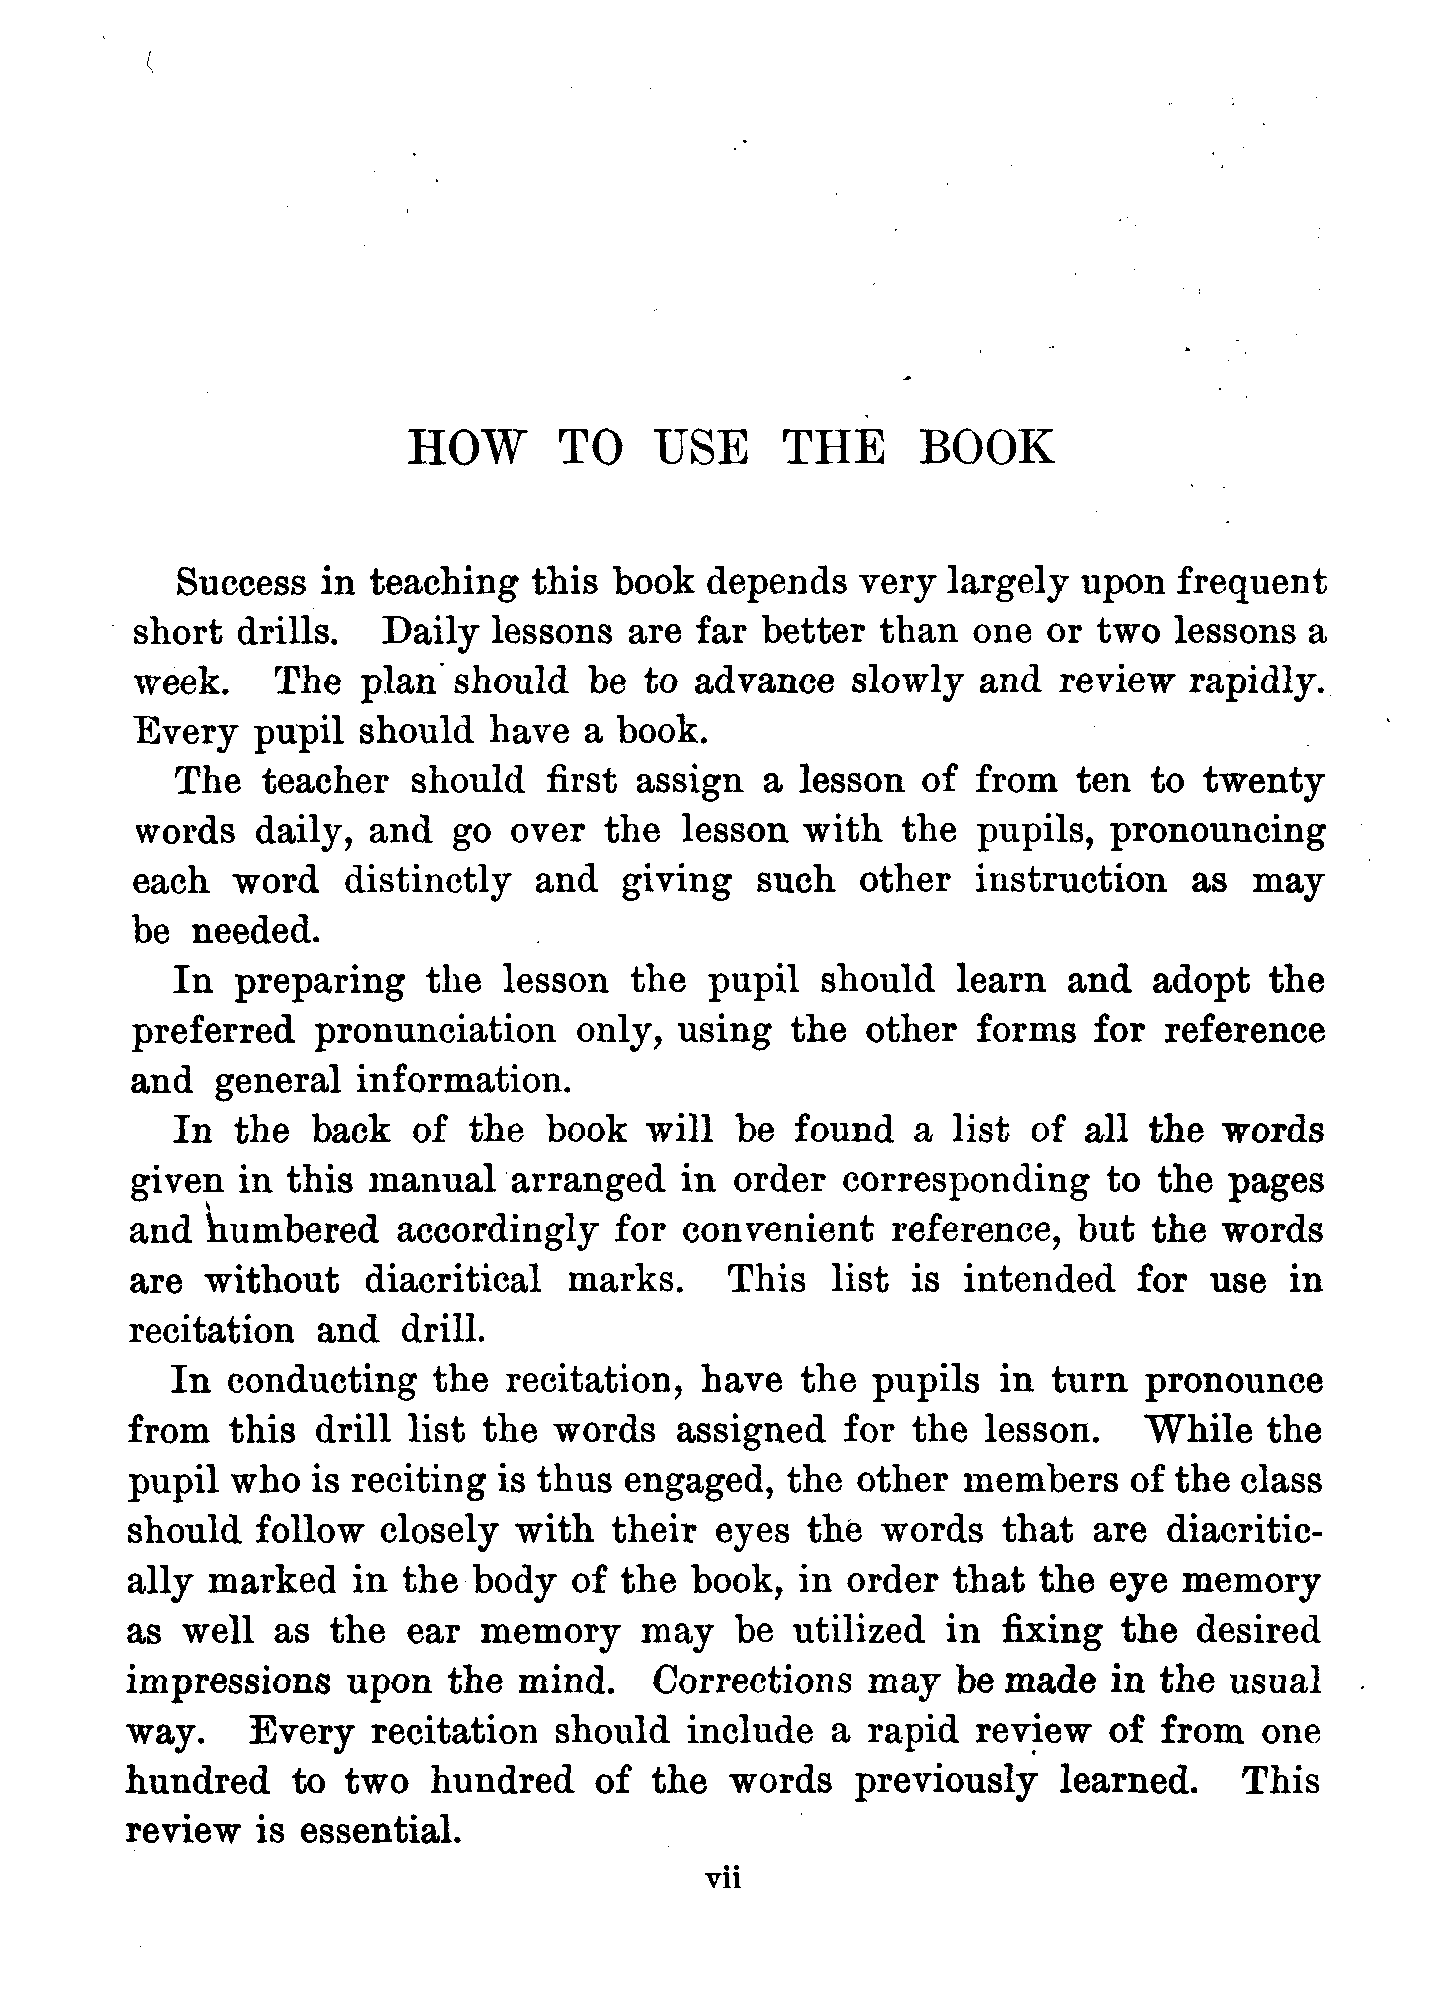 HOW TO USE THE BOOK
Success in teaching this book depends very largely upon frequent
short drills. Daily lessons are far better than one or two lessons a
week. The plan should be to advance slowly and review rapidly.
Every pupil should have a book.
The teacher should first assign a lesson of from ten to twenty
words daily, and go over the lesson with the pupils, pronouncing
each word distinctly and giving such other instruction as may
be needed.
In preparing the lesson the pupil should learn and adopt the
preferred pronunciation only, using the other forms for reference
and general information.
In the back of the book will be found a list of all the words
given in this manual arranged in order corresponding to the pages
and numbered accordingly for convenient reference, but the words
are without diacritical marks. This list is intended for use in
recitation and drill.
In conducting the recitation, have the pupils in turn pronounce
from this drill list the words assigned for the lesson. While the
pupil who is reciting is thus engaged, the other members of the class
should follow closely with their eyes the words that are diacritic-
ally marked in the body of the book, in order that the eye memory
as well as the ear memory may be utilized in fixing the desired
impressions upon the mind. Corrections may be made in the usual
way. Every recitation should include a rapid review of from one
hundred to two hundred of the words previously learned. This
review is essential.
vii